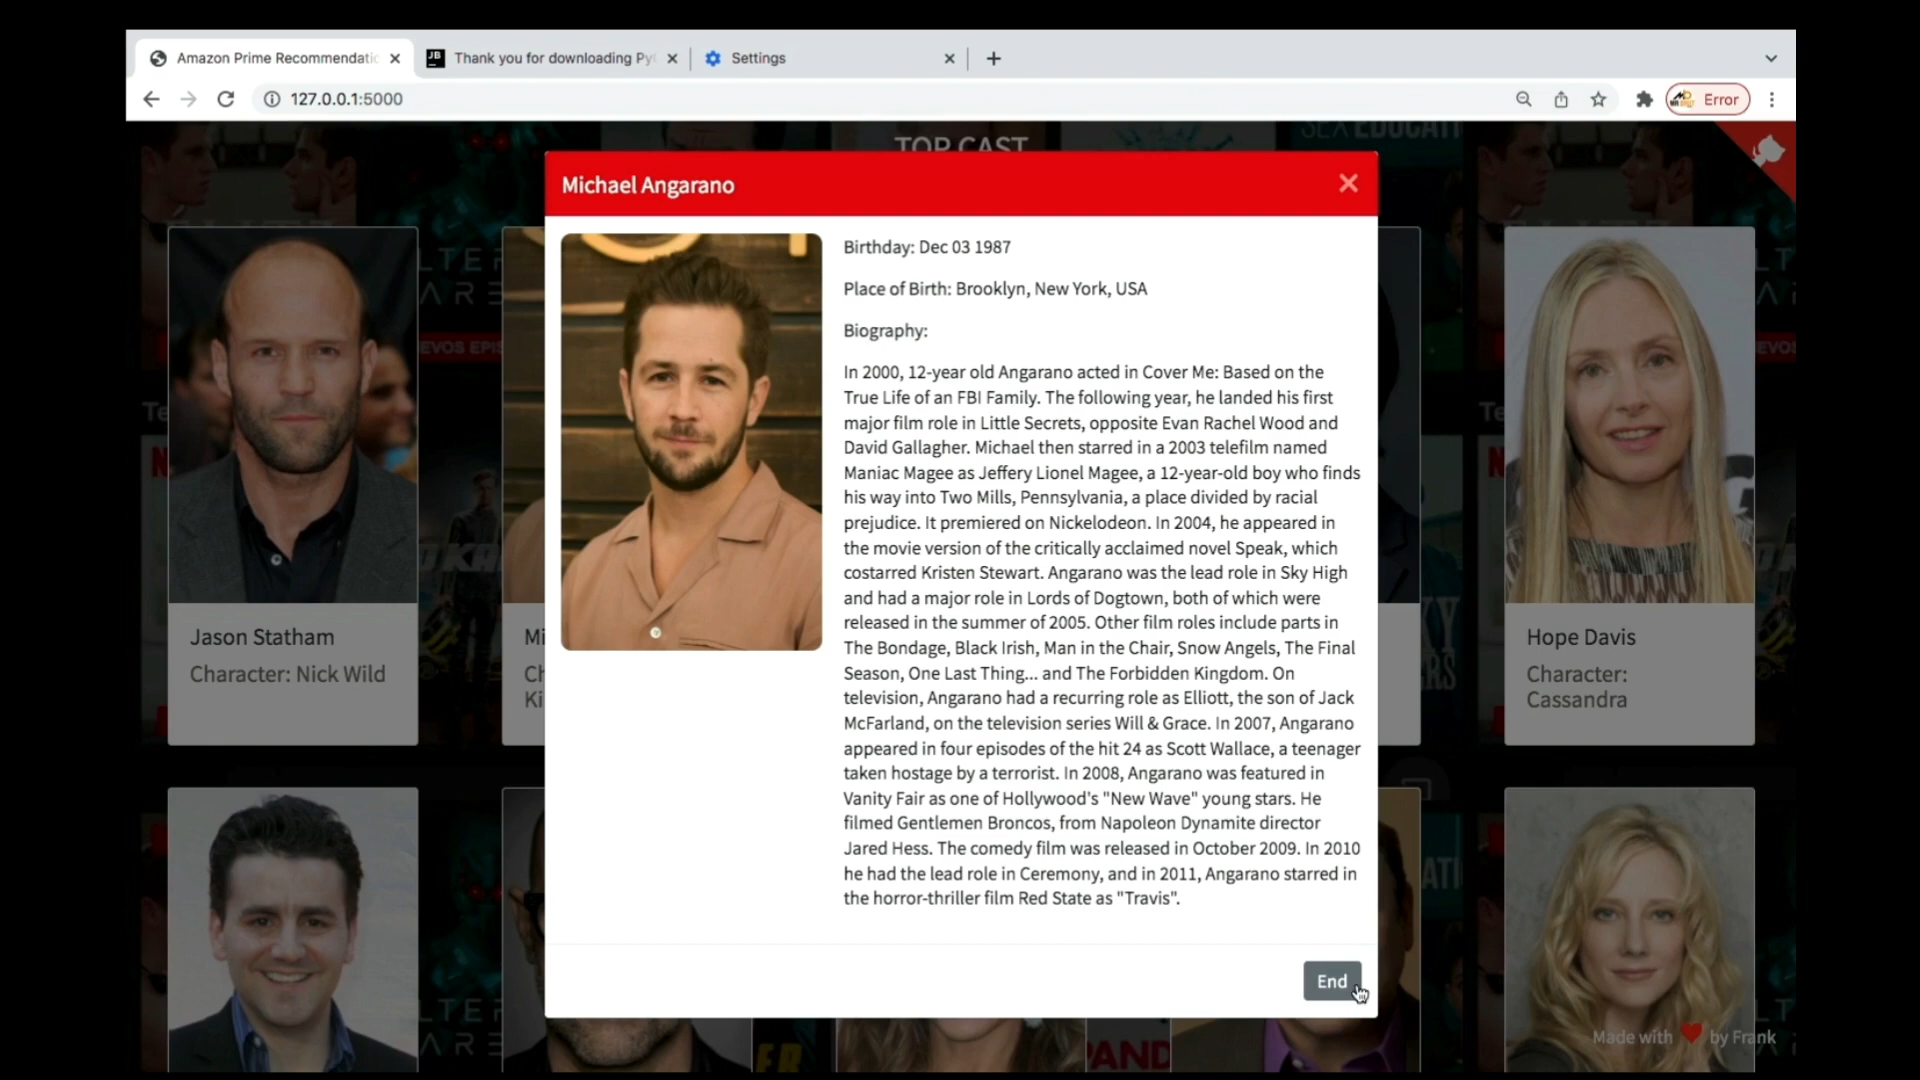 Amazon Prime Recommendatio
Thank you for downloading Py
Settings
127.0.0.1:5000
Error
TOP CAST
SEX EDUCATI
Michael Angarano
Birthday: Dec 03 1987
Place of Birth: Brooklyn, New York, USA
Biography:
In 2000, 12-year old Angarano acted in Cover Me: Based on the
True Life of an FBI Family. The following year, he landed his first
major film role in Little Secrets, opposite Evan Rachel Wood and
David Gallagher. Michael then starred in a 2003 telefilm named
Maniac Magee as Jeffery Lionel Magee, a 12-year-old boy who finds
his way into Two Mills, Pennsylvania, a place divided by racial
prejudice. It premiered on Nickelodeon. In 2004, he appeared in
the movie version of the critically acclaimed novel Speak, which
costarred Kristen Stewart. Angarano was the lead role in Sky High
and had a major role in Lords of Dogtown, both of which were
released in the summer of 2005. Other film roles include parts in
The Bondage, Black Irish, Man in the Chair, Snow Angels, The Final
Season, One Last Thing... and The Forbidden Kingdom. On
television, Angarano had a recurring role as Elliott, the son of Jack
McFarland, on the television series Will & Grace. In 2007, Angarano
appeared in four episodes of the hit 24 as Scott Wallace, a teenager
taken hostage by a terrorist. In 2008, Angarano was featured in
Vanity Fair as one of Hollywood's "New Wave" young stars. He
filmed Gentlemen Broncos, from Napoleon Dynamite director
Jared Hess. The comedy film was released in October 2009. In 2010
he had the lead role in Ceremony, and in 2011, Angarano starred in
the horror-thriller film Red State as "Travis".
End
Jason Statham
Character: Nick Wild
Mi
Ch
Ki
Hope Davis
Character:
Cassandra
Made with by Frank